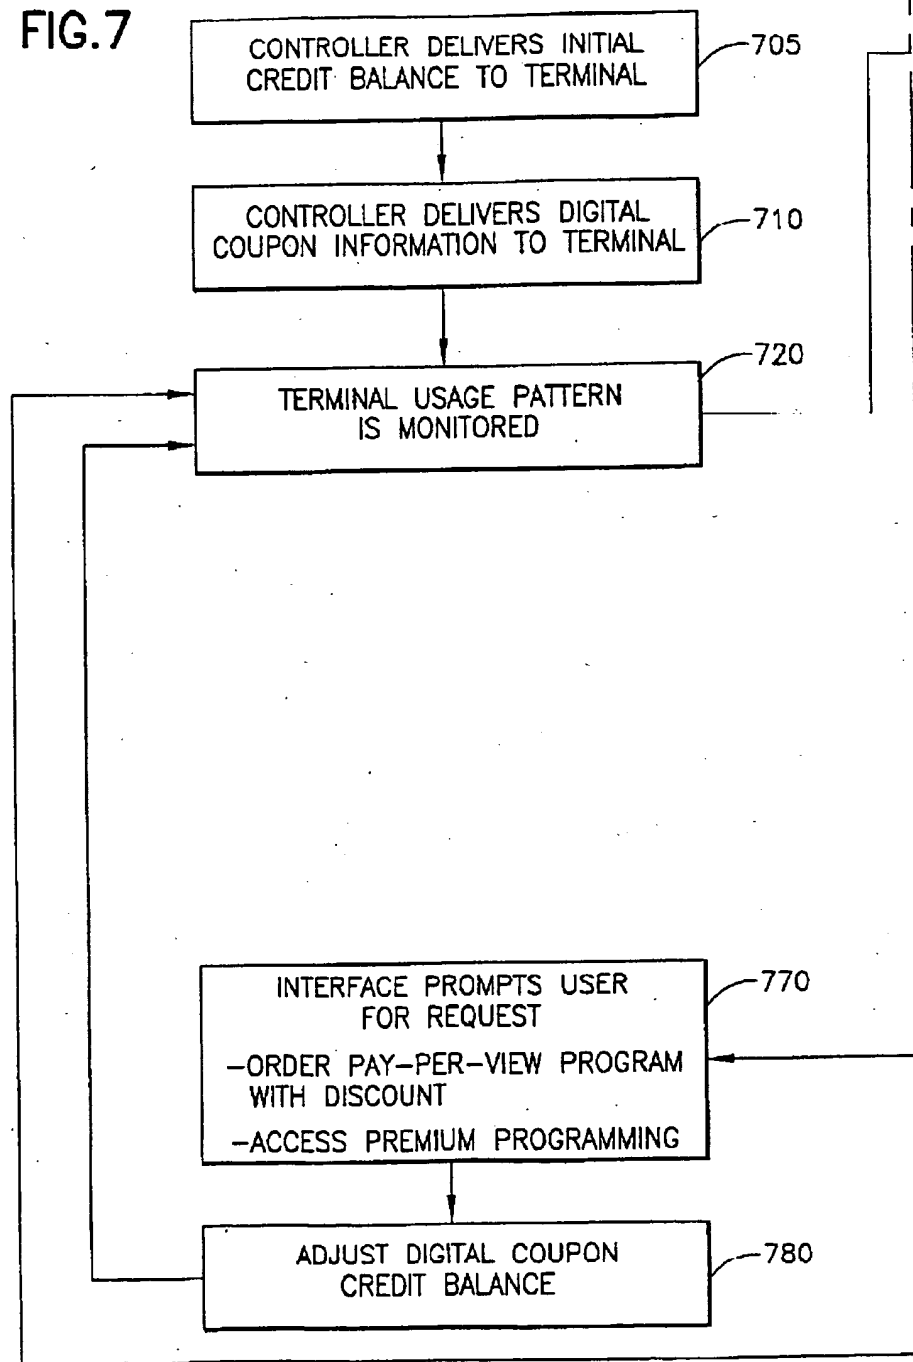 FIG.7
CONTROLLER DELIVERS INITIAL
CREDIT BALANCE TO TERMINAL
705
CONTROLLER DELIVERS DIGITAL
COUPON INFORMATION TO TERMINAL
710
TERMINAL USAGE PATTERN
IS MONITORED
720
INTERFACE PROMPTS USER
FOR REQUEST
-ORDER PAY-PER-VIEW PROGRAM
WITH DISCOUNT
-ACCESS PREMIUM PROGRAMMING
770
ADJUST DIGITAL COUPON
CREDIT BALANCE
780